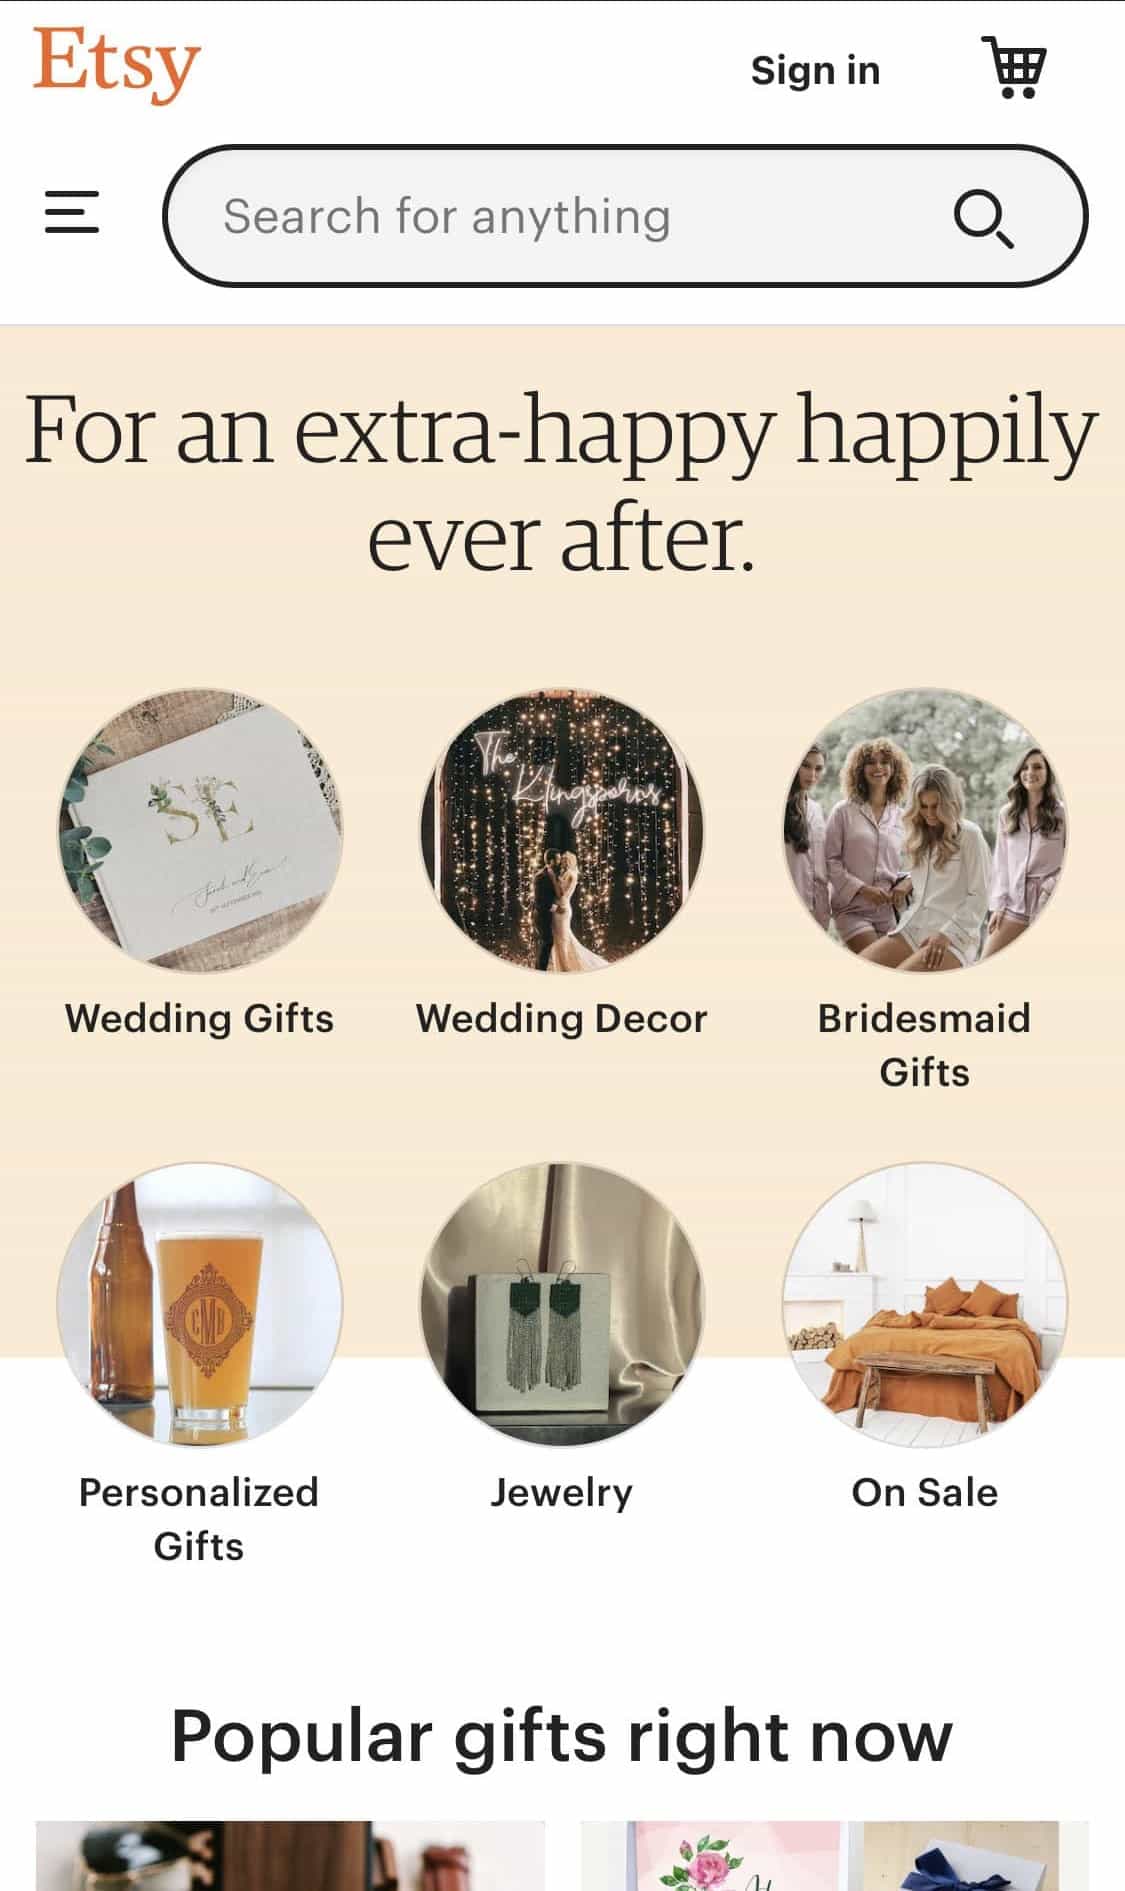 Etsy
Sign in
Search for anything
For an extra-happy happily
ever after.
SE
The
Klingsporns
Wedding Gifts
Wedding Decor
Bridesmaid
Gifts
CMB
Personalized
Gifts
Jewelry
On Sale
Popular gifts right now